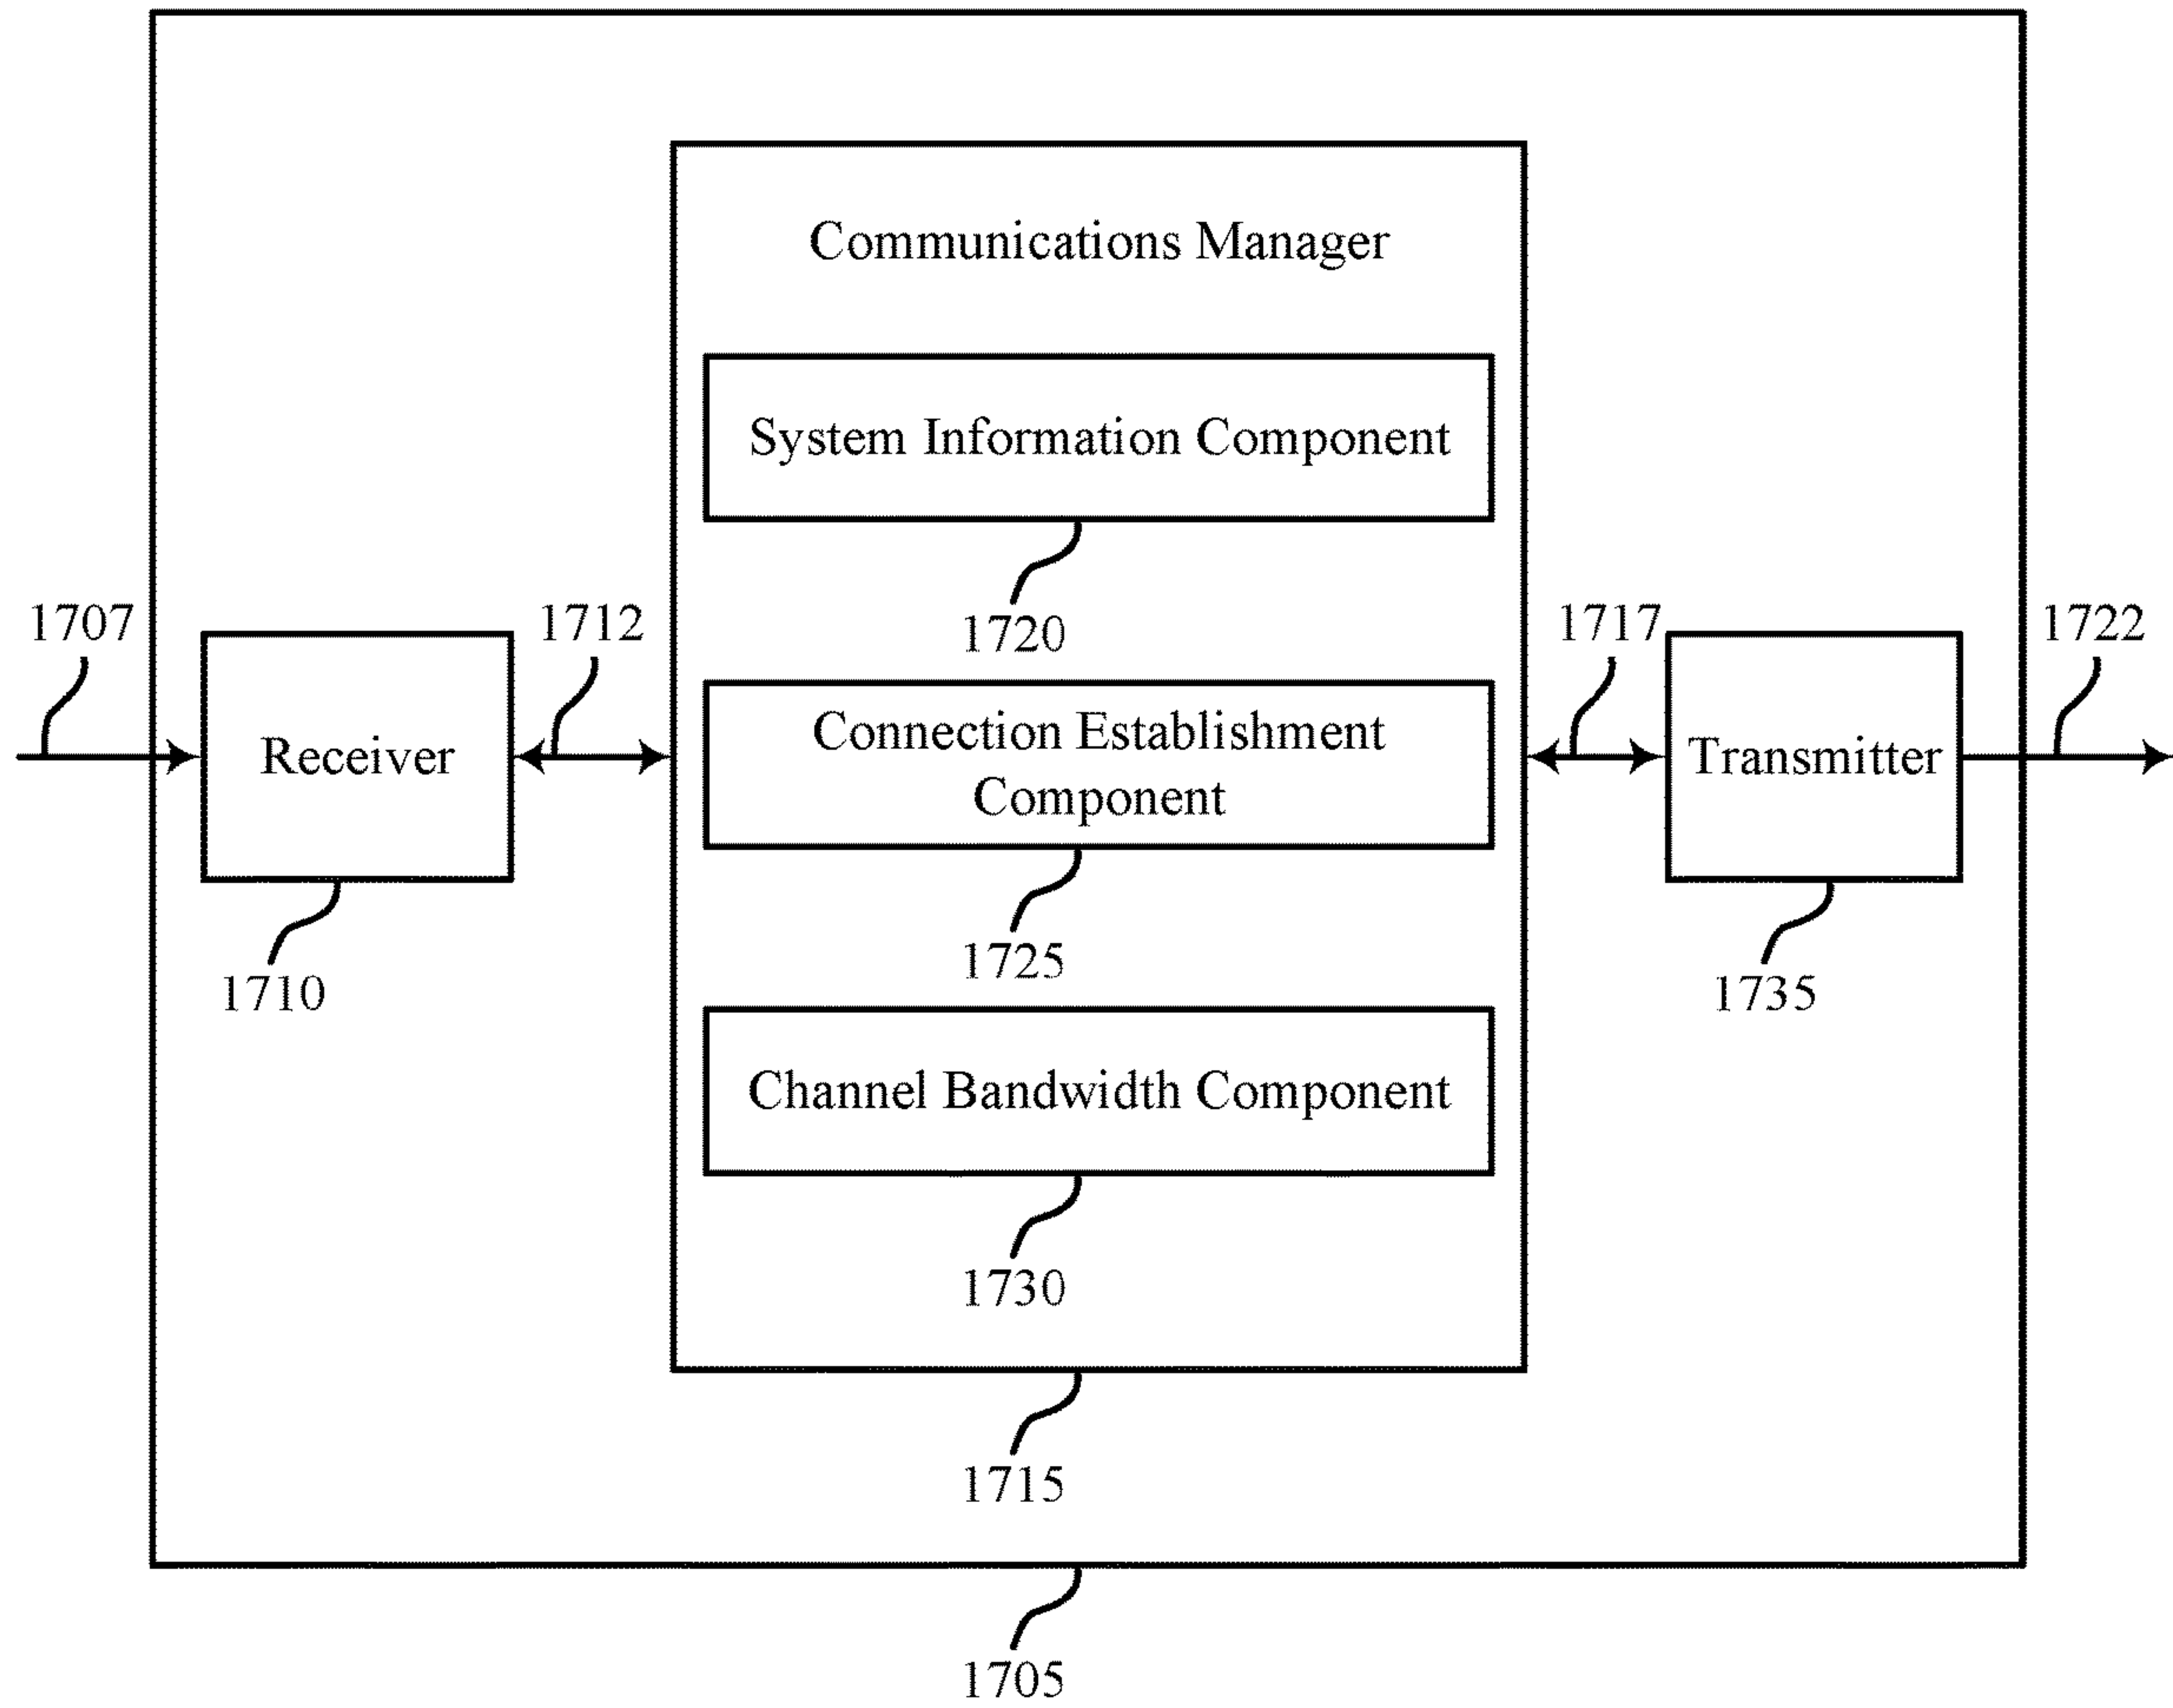 Communications Manager
System Information Component
1720
1707
1712
1717
1722
Receiver
Connection Establishment
Component
Transmitter
1725
1710
1735
Channel Bandwidth Component
1730
1715
1705